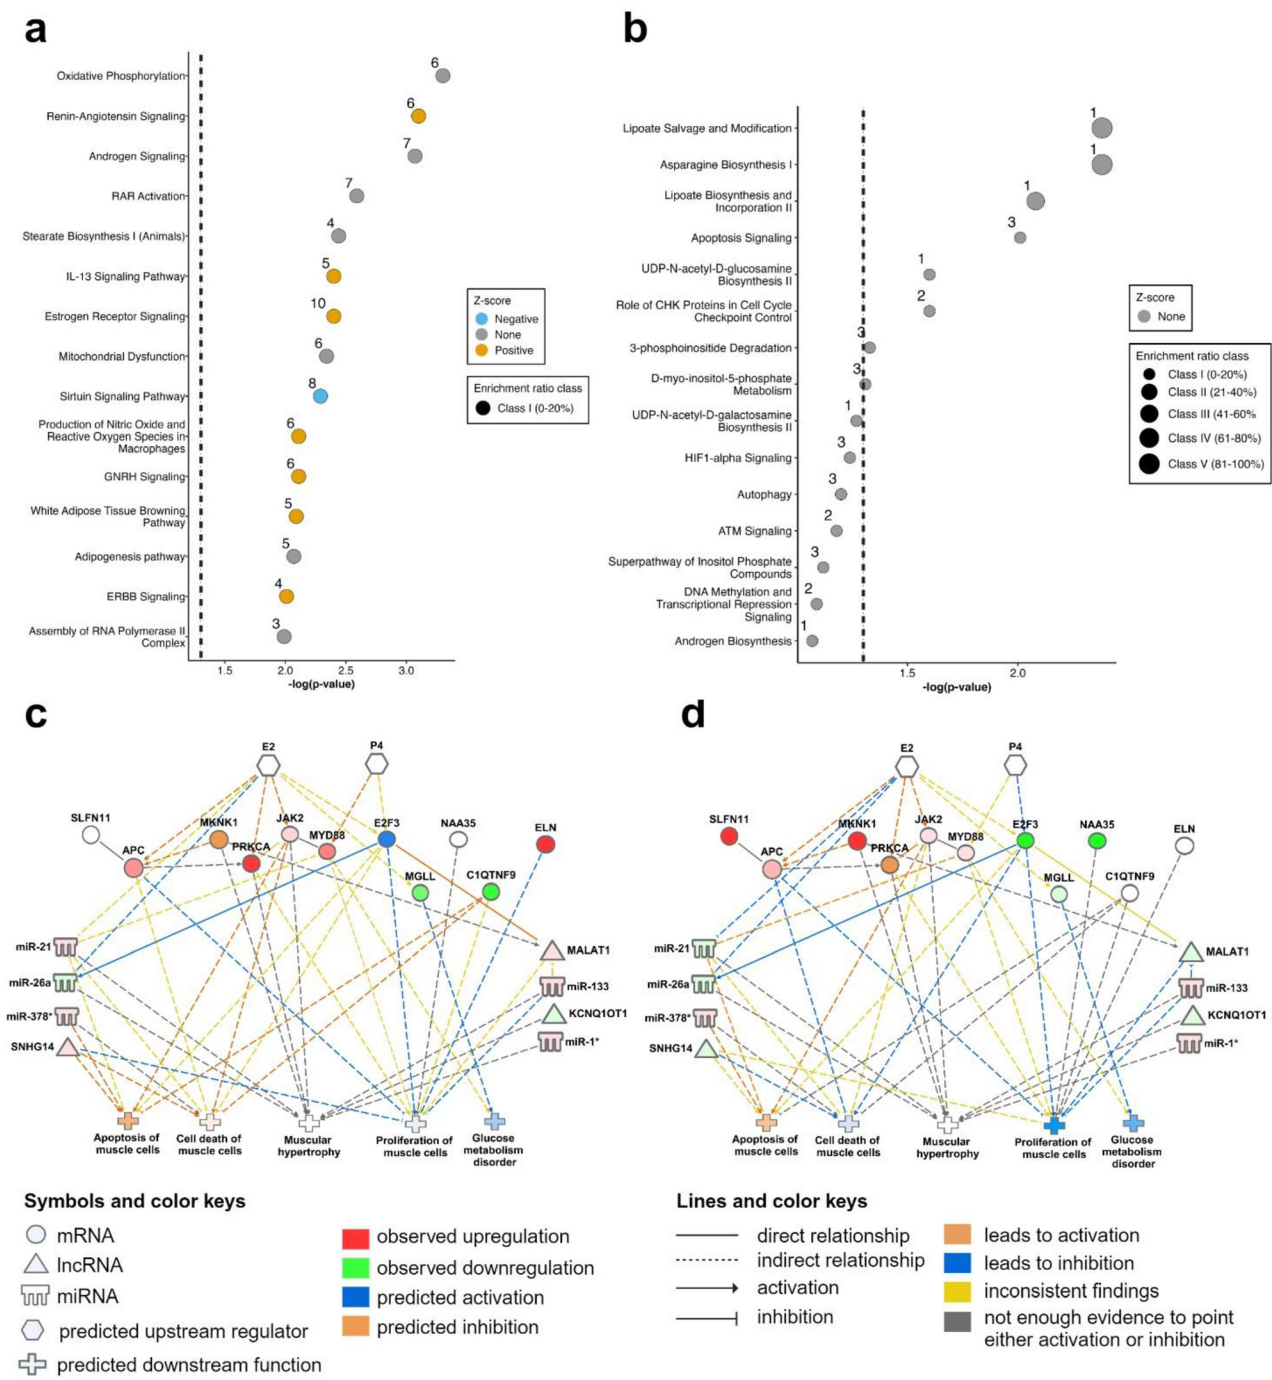 a
6
Oxidative Phosphorylation
6
Renin-Angiotensin Signaling
7
Androgen Signaling
7
RAR Activation
4
Stearate Biosynthesis I (Animals)
5
IL-13 Signaling Pathway
10
Estrogen Receptor Signaling
6
Mitochondrial Dysfunction
8
Sirtuin Signaling Pathway
6
Production of Nitric Oxide and
Reactive Oxygen Species in
Macrophages
6
GNRH Signaling
5
White Adipose Tissue Browning
Pathway
5
Adipogenesis pathway
4
ERBB Signaling
3
Assembly of RNA Polymerase II
Complex
1.5 2.0 2.5 3.0
-log(p-value)
Z-score
Negative
None
Positive
Enrichment ratio class
Class I (0-20%)
b
1
Lipoate Salvage and Modification
1
Asparagine Biosynthesis I
1
Lipoate Biosynthesis and
Incorporation II
3
Apoptosis Signaling
1
UDP-N-acetyl-D-glucosamine
Biosynthesis II
2
Role of CHK Proteins in Cell Cycle
Checkpoint Control
3
3-phosphoinositide Degradation
3
D-myo-inositol-5-phosphate
Metabolism
1
UDP-N-acetyl-D-galactosamine
Biosynthesis II
3
HIF1-alpha Signaling
3
Autophagy
2
ATM Signaling
3
Superpathway of Inositol Phosphate
Compounds
2
DNA Methylation and
Transcriptional Repression
Signaling
1
Androgen Biosynthesis
1.5 2.0
-log(p-value)
Z-score
None
Enrichment ratio class
Class I (0-20%)
Class II (21-40%)
Class III (41-60%
Class IV (61-80%)
Class V (81-100%)
c
E2
P4
SLFN11
MKNK1
JAK2
MYD88
E2F3
NAA35
ELN
APC
PRKCA
MGLL
C1QTNF9
miR-21
MALAT1
miR-26a
miR-133
miR-378*
KCNQ1OT1
SNHG14
miR-1*
Apoptosis of
muscle cells
Cell death of
muscle cells
Muscular
hypertrophy
Proliferation of
muscle cells
Glucose
metabolism
disorder
d
E2
P4
SLFN11
MKNK1
JAK2
MYD88
E2F3
NAA35
ELN
APC
PRKCA
MGLL
C1QTNF9
miR-21
MALAT1
miR-26a
miR-133
miR-378*
KCNQ1OT1
SNHG14
miR-1*
Apoptosis of
muscle cells
Cell death of
muscle cells
Muscular
hypertrophy
Proliferation of
muscle cells
Glucose
metabolism
disorder
Symbols and color keys
mRNA
lncRNA
miRNA
predicted upstream regulator
predicted downstream function
observed upregulation
observed downregulation
predicted activation
predicted inhibition
Lines and color keys
direct relationship
indirect relationship
activation
inhibition
leads to activation
leads to inhibition
inconsistent findings
not enough evidence to point
either activation or inhibition